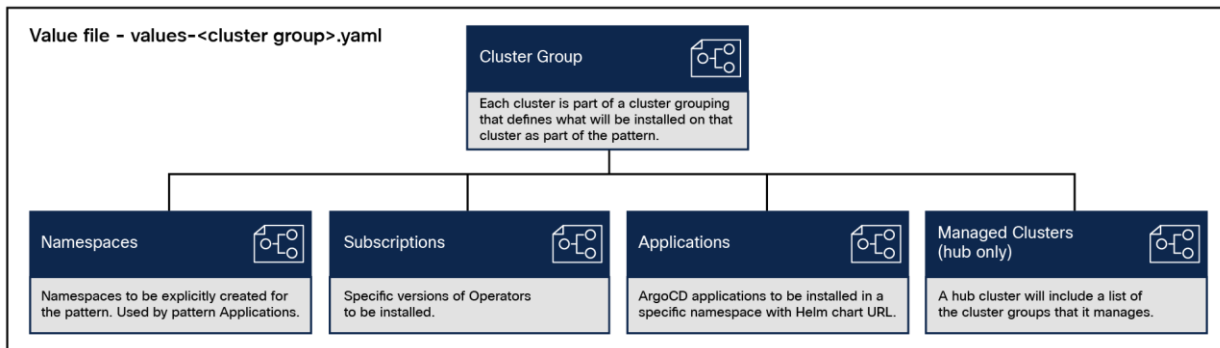 Value file - values-<cluster group>.yaml
Cluster Group
Each cluster is part of a cluster grouping
that defines what will be installed on that
cluster as part of the pattern.
Namespaces
Namespaces to be explicitly created for
the pattern. Used by pattern Applications.
Subscriptions
Specific versions of Operators
to be installed.
Applications
ArgoCD applications to be installed in a
specific namespace with Helm chart URL.
Managed Clusters
(hub only)
A hub cluster will include a list of
the cluster groups that it manages.